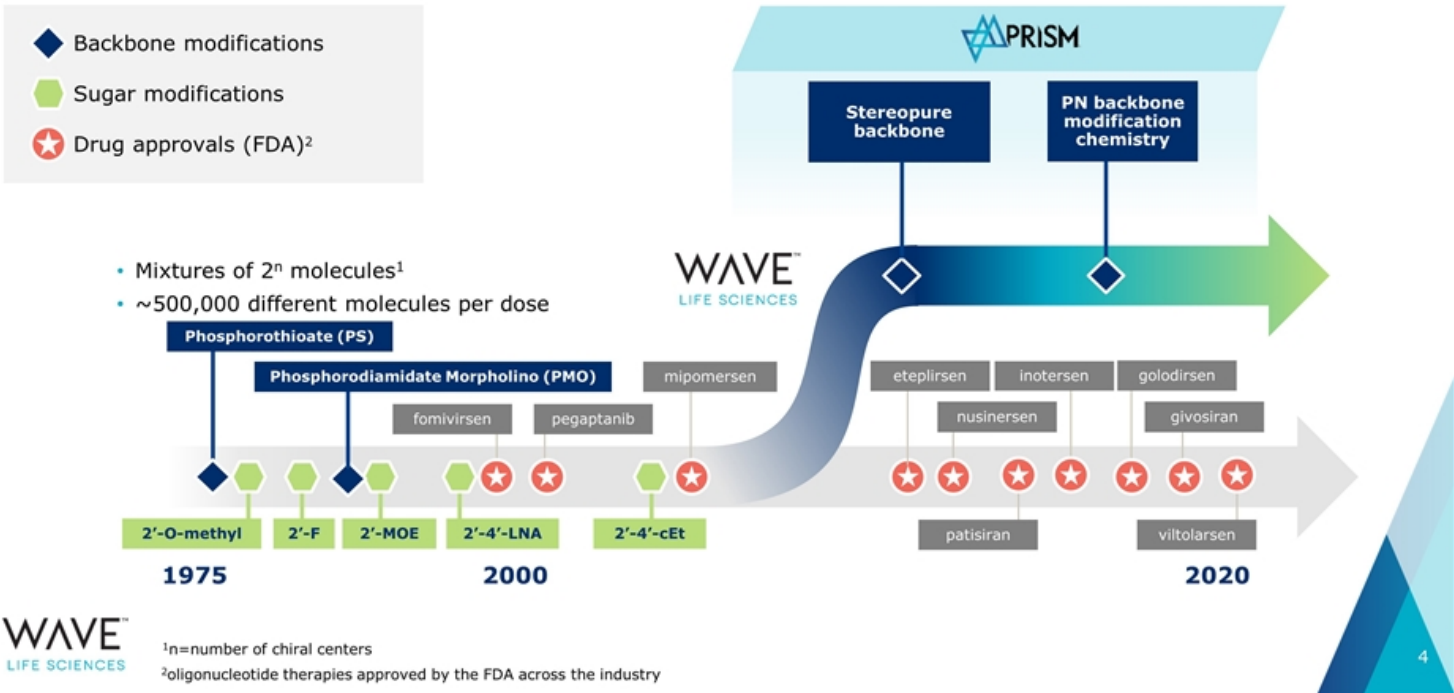 Backbone modifications
Sugar modifications
Drug approvals (FDA)²
PRISM
Stereopure
backbone
PN backbone
modification
chemistry
WAVE™
LIFE SCIENCES
• Mixtures of 2ⁿ molecules¹
• ~500,000 different molecules per dose
Phosphorothioate (PS)
Phosphorodiamidate Morpholino (PMO)
mipomersen
eteplirsen
inotersen
golodirsen
fomivirsen
pegaptanib
nusinersen
givosiran
2’-O-methyl
2’-F
2’-MOE
2’-4’-LNA
2’-4’-cEt
patisiran
viltolarsen
1975
2000
2020
WAVE™
LIFE SCIENCES
¹n=number of chiral centers
²oligonucleotide therapies approved by the FDA across the industry
4